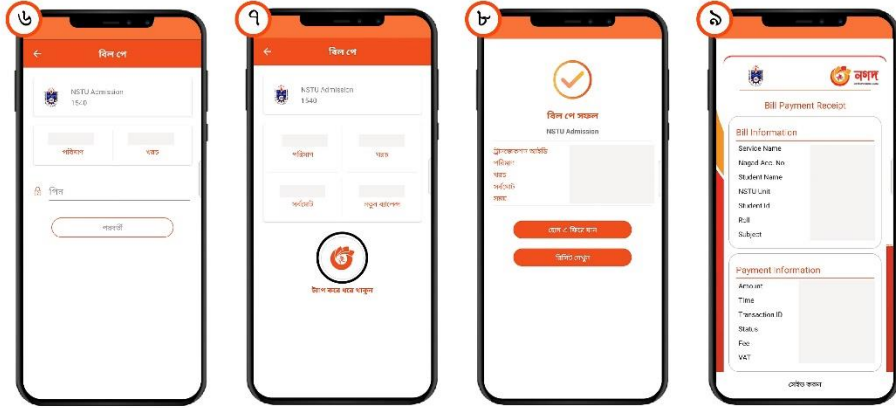 ৬
বিল পে
NSTU Admission
1540
পরিমাণ
খরচ
পিন
পরবর্তী
৭
বিল পে
NSTU Admission
1540
পরিমাণ
খরচ
সর্বমোট
নতুন ব্যালেন্স
ট্যাপ করে ধরে থাকুন
৮
বিল পে সফল
NSTU Admission
ট্রানজেকশন আইডি
পরিমাণ
খরচ
সর্বমোট
সময়
হোম এ ফিরে যান
রিসিট দেখুন
৯
নগদ
Bill Payment Receipt
Bill Information
Service Name
Nagad Acc. No
Student Name
NSTU Unit
Student Id
Roll
Subject
Payment Information
Amount
Time
Transaction ID
Status
Fee
VAT
সেইভ করুন